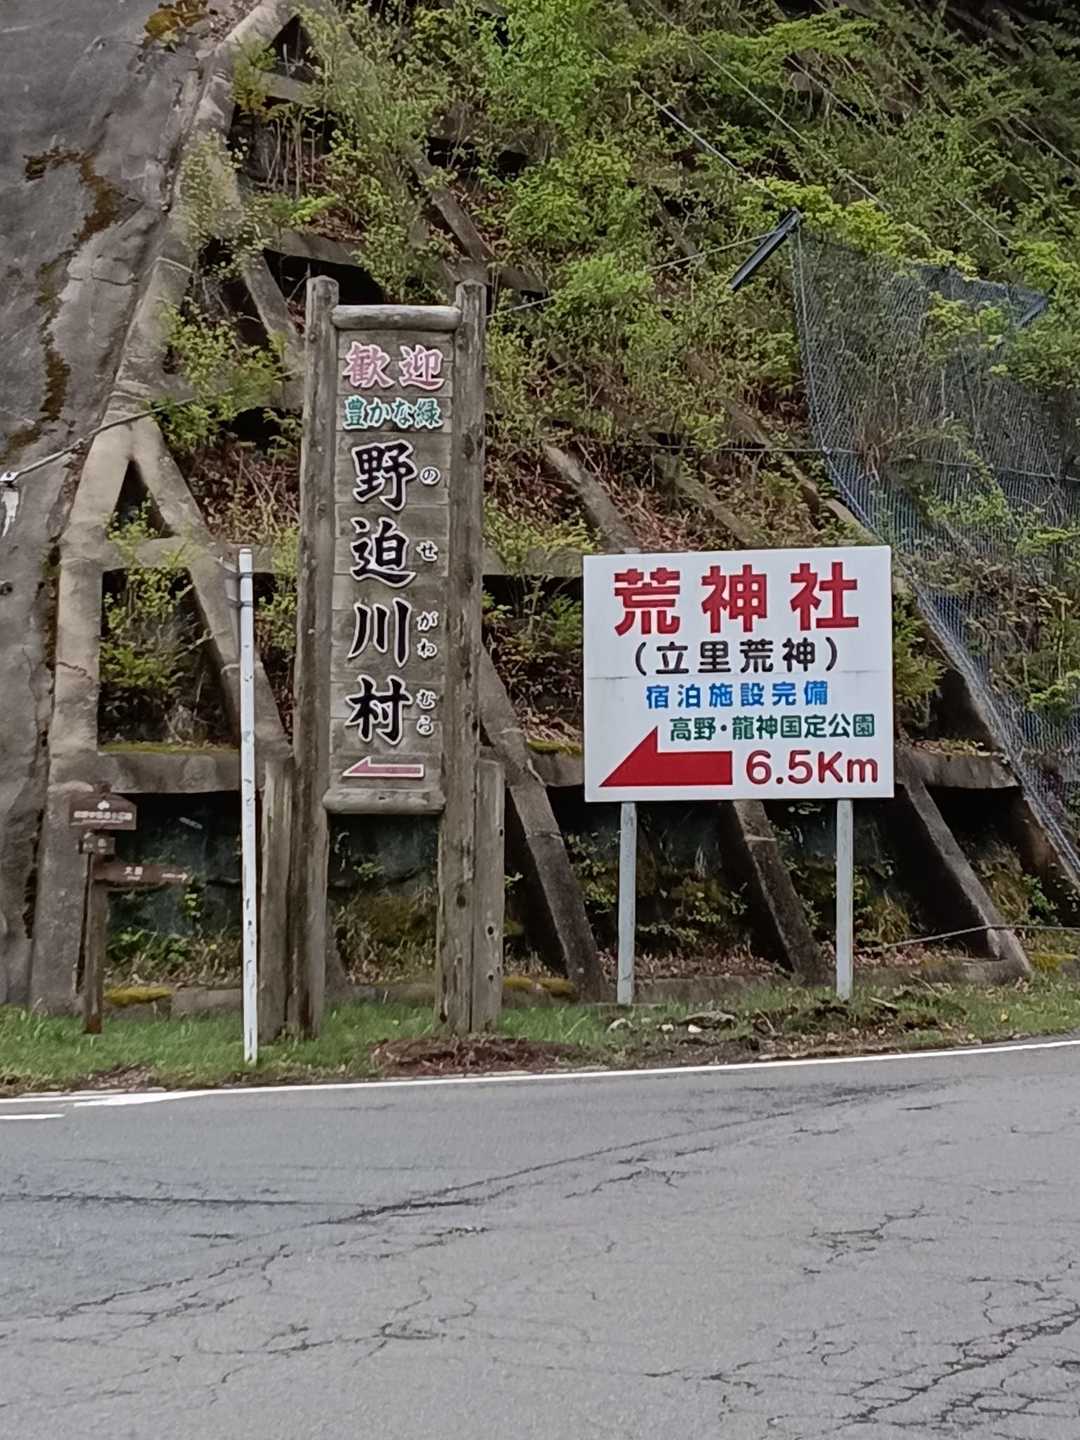 歓迎
豊かな緑
野迫川村
のせがわむら
荒神社
（立里荒神）
宿泊施設完備
高野・龍神国定公園
6.5Km